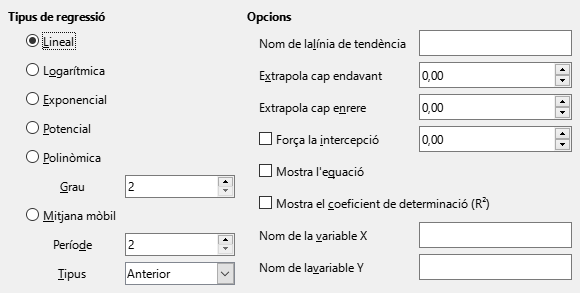 Tipus de regressió
Lineal
Logarítmica
Exponencial
Potencial
Polinòmica
Grau 2
Mitjana mòbil
Període 2
Tipus Anterior
Opcions
Nom de lalínia de tendència
Extrapola cap endavant 0,00
Extrapola cap enrere 0,00
Força la intercepció 0,00
Mostra l'equació
Mostra el coeficient de determinació (R²)
Nom de la variable X
Nom de lavariable Y